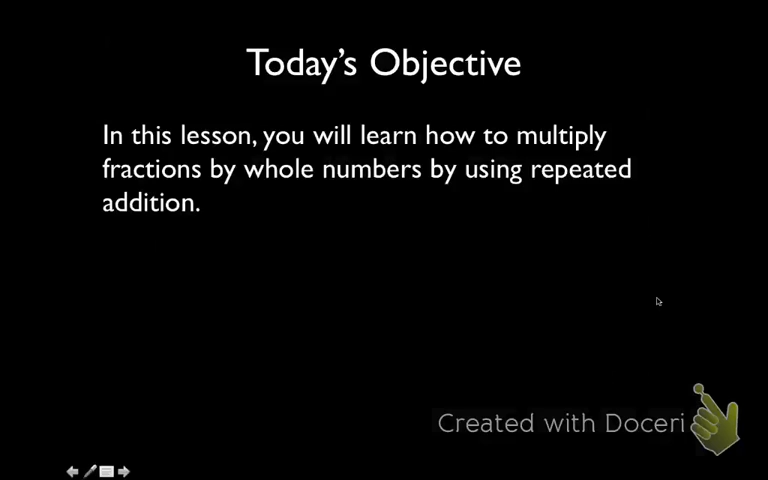 Today's Objective
In this lesson, you will learn how to multiply
fractions by whole numbers by using repeated
addition.
Created with Doceri